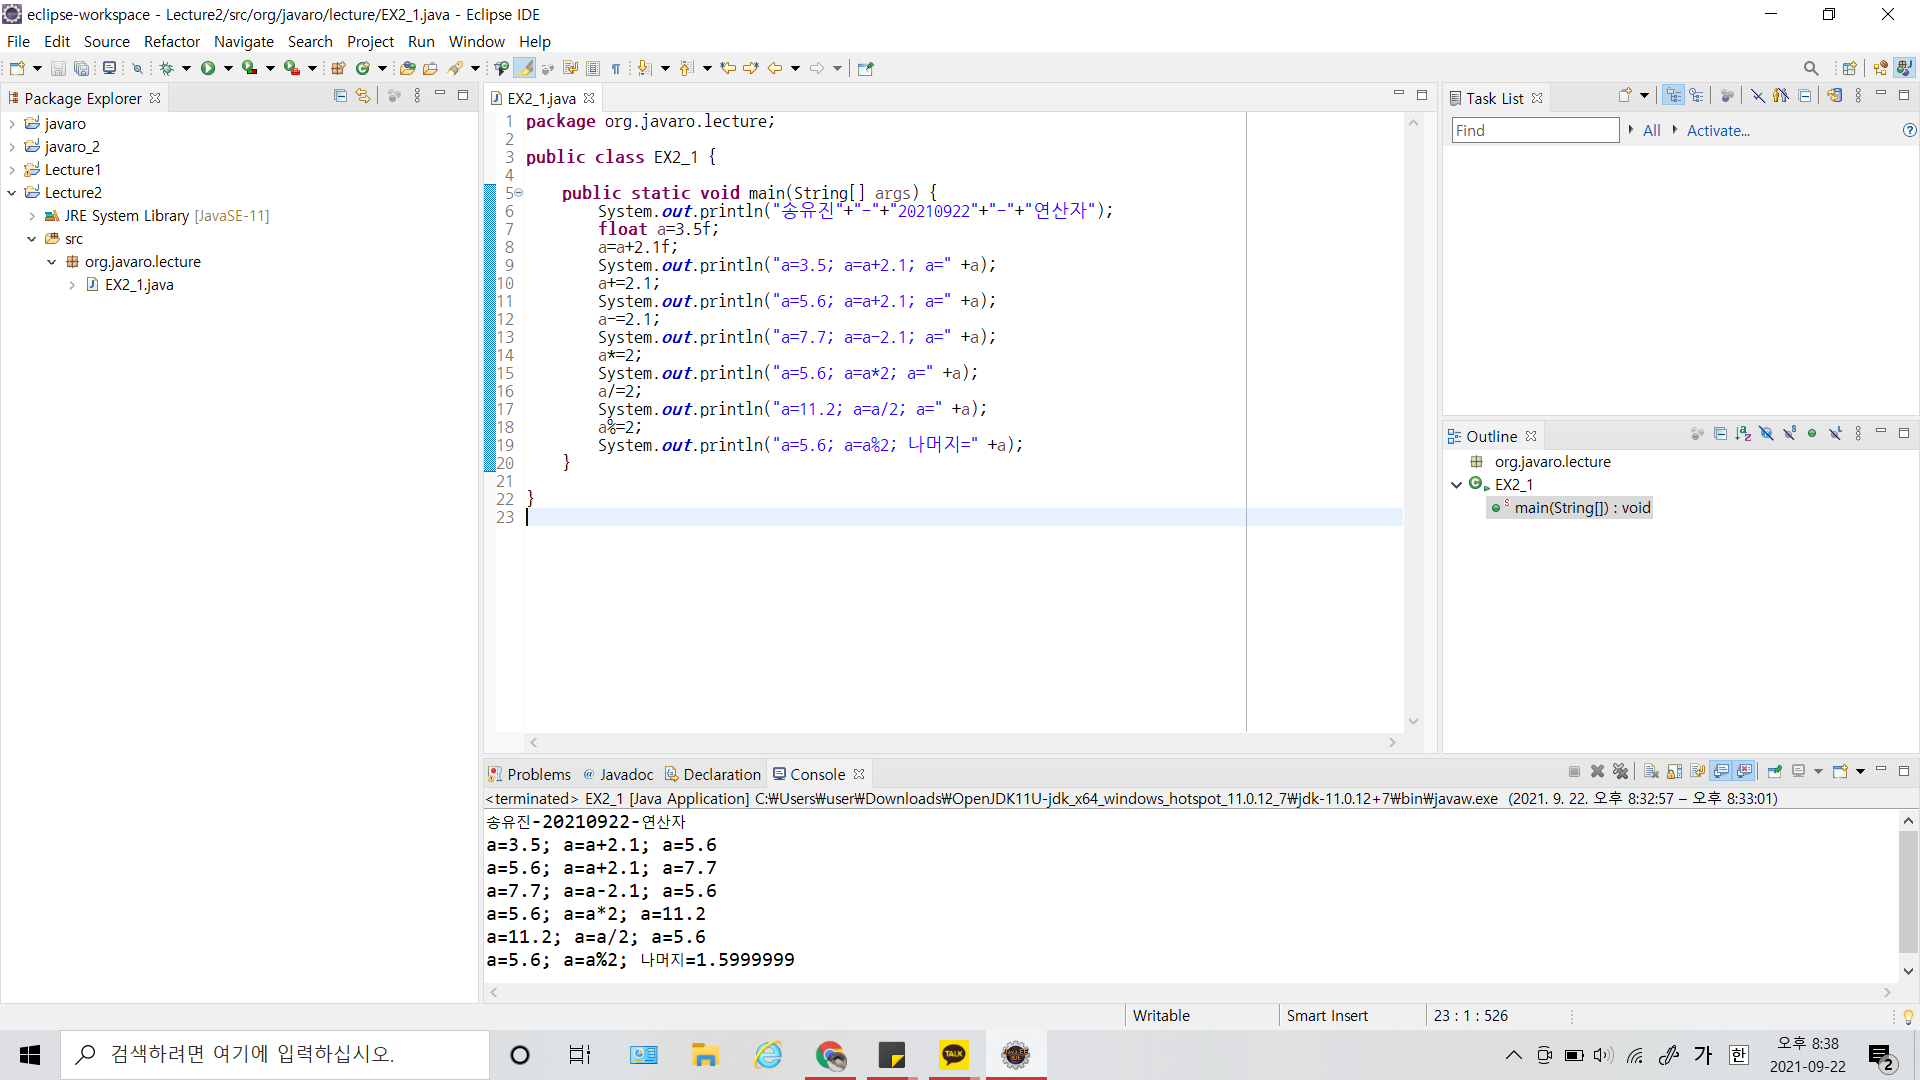 eclipse-workspace - Lecture2/src/org/javaro/lecture/EX2_1.java - Eclipse IDE
File Edit Source Refactor Navigate Search Project Run Window Help
Package Explorer
javaro
javaro_2
Lecture1
Lecture2
JRE System Library [JavaSE-11]
src
org.javaro.lecture
EX2_1.java
EX2_1.java
1 package org.javaro.lecture;
2
3 public class EX2_1 {
4
5 public static void main(String[] args) {
6 System.out.println("송유진"+"-"+"20210922"+"-"+"연산자");
7 float a=3.5f;
8 a=a+2.1f;
9 System.out.println("a=3.5; a=a+2.1; a=" +a);
10 a+=2.1;
11 System.out.println("a=5.6; a=a+2.1; a=" +a);
12 a-=2.1;
13 System.out.println("a=7.7; a=a-2.1; a=" +a);
14 a*=2;
15 System.out.println("a=5.6; a=a*2; a=" +a);
16 a/=2;
17 System.out.println("a=11.2; a=a/2; a=" +a);
18 a%=2;
19 System.out.println("a=5.6; a=a%2; 나머지=" +a);
20 }
21
22 }
23
Task List
Find All Activate...
Outline
org.javaro.lecture
EX2_1
main(String[]) : void
Problems @ Javadoc Declaration Console
<terminated> EX2_1 [Java Application] C:₩Users₩user₩Downloads₩OpenJDK11U-jdk_x64_windows_hotspot_11.0.12_7₩jdk-11.0.12+7₩bin₩javaw.exe (2021. 9. 22. 오후 8:32:57 – 오후 8:33:01)
송유진-20210922-연산자
a=3.5; a=a+2.1; a=5.6
a=5.6; a=a+2.1; a=7.7
a=7.7; a=a-2.1; a=5.6
a=5.6; a=a*2; a=11.2
a=11.2; a=a/2; a=5.6
a=5.6; a=a%2; 나머지=1.5999999
Writable Smart Insert 23 : 1 : 526
검색하려면 여기에 입력하십시오.
TALK
가 한
오후 8:38
2021-09-22
2